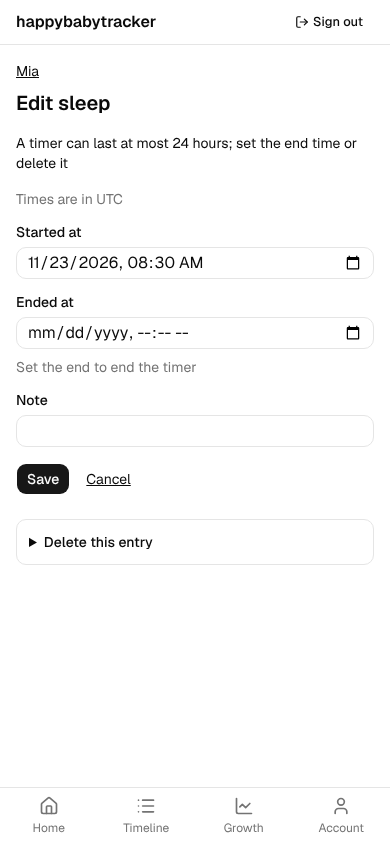 happybabytracker
Sign out
Mia
Edit sleep
A timer can last at most 24 hours; set the end time or
delete it
Times are in UTC
Started at
11/23/2026, 08:30 AM
Ended at
mm/dd/yyyy, --:-- --
Set the end to end the timer
Note
Save
Cancel
Delete this entry
Home
Timeline
Growth
Account